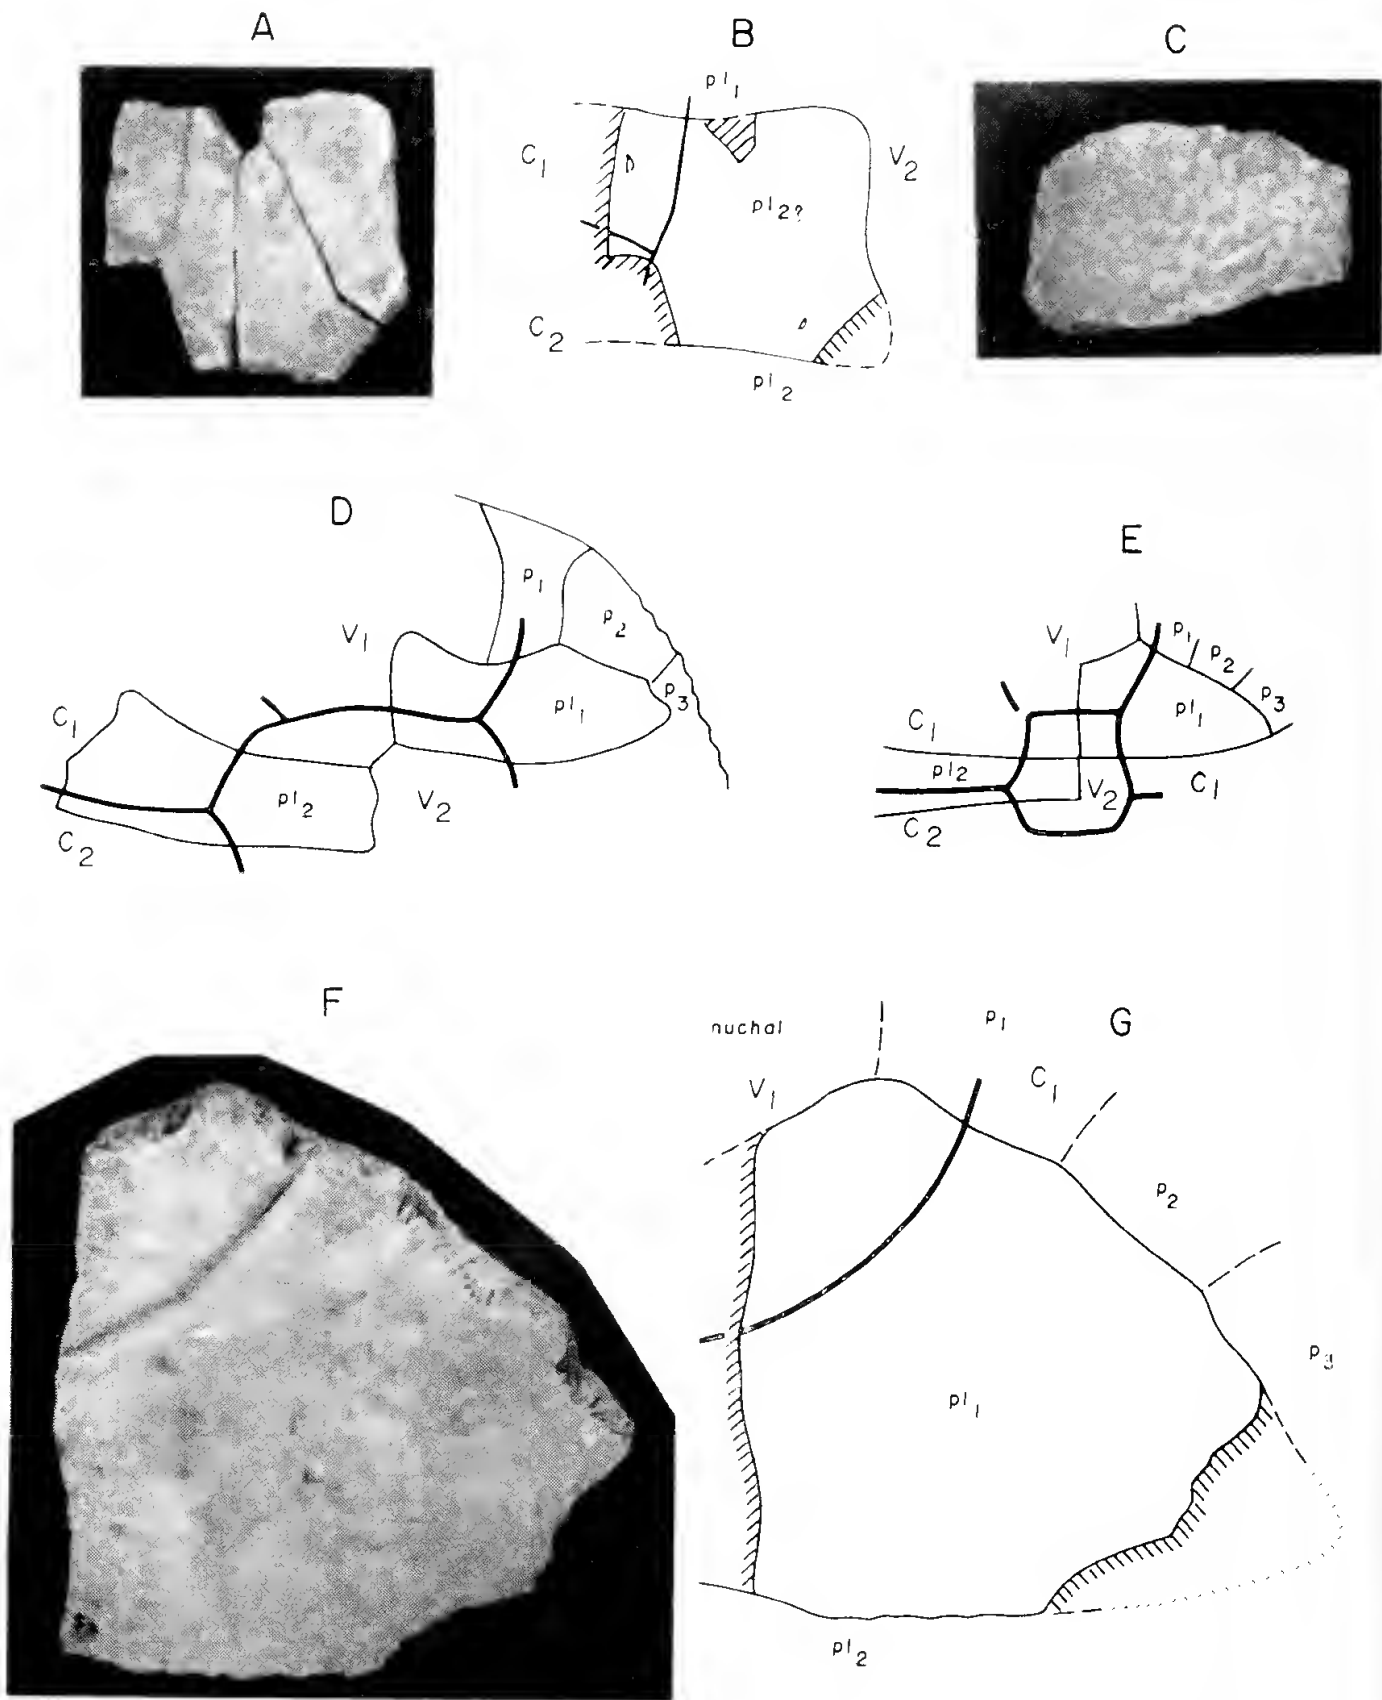 A
B
C
pl₁
C₁
V₂
pl₂?
C₂
pl₂
D
E
p₁
p₂
p₃
V₁
pl₁
C₁
pl₂
V₂
C₂
V₁
p₁
p₂
p₃
C₁
pl₁
pl₂
V₂
C₁
C₂
F
G
nuchal
p₁
V₁
C₁
p₂
p₃
pl₁
pl₂